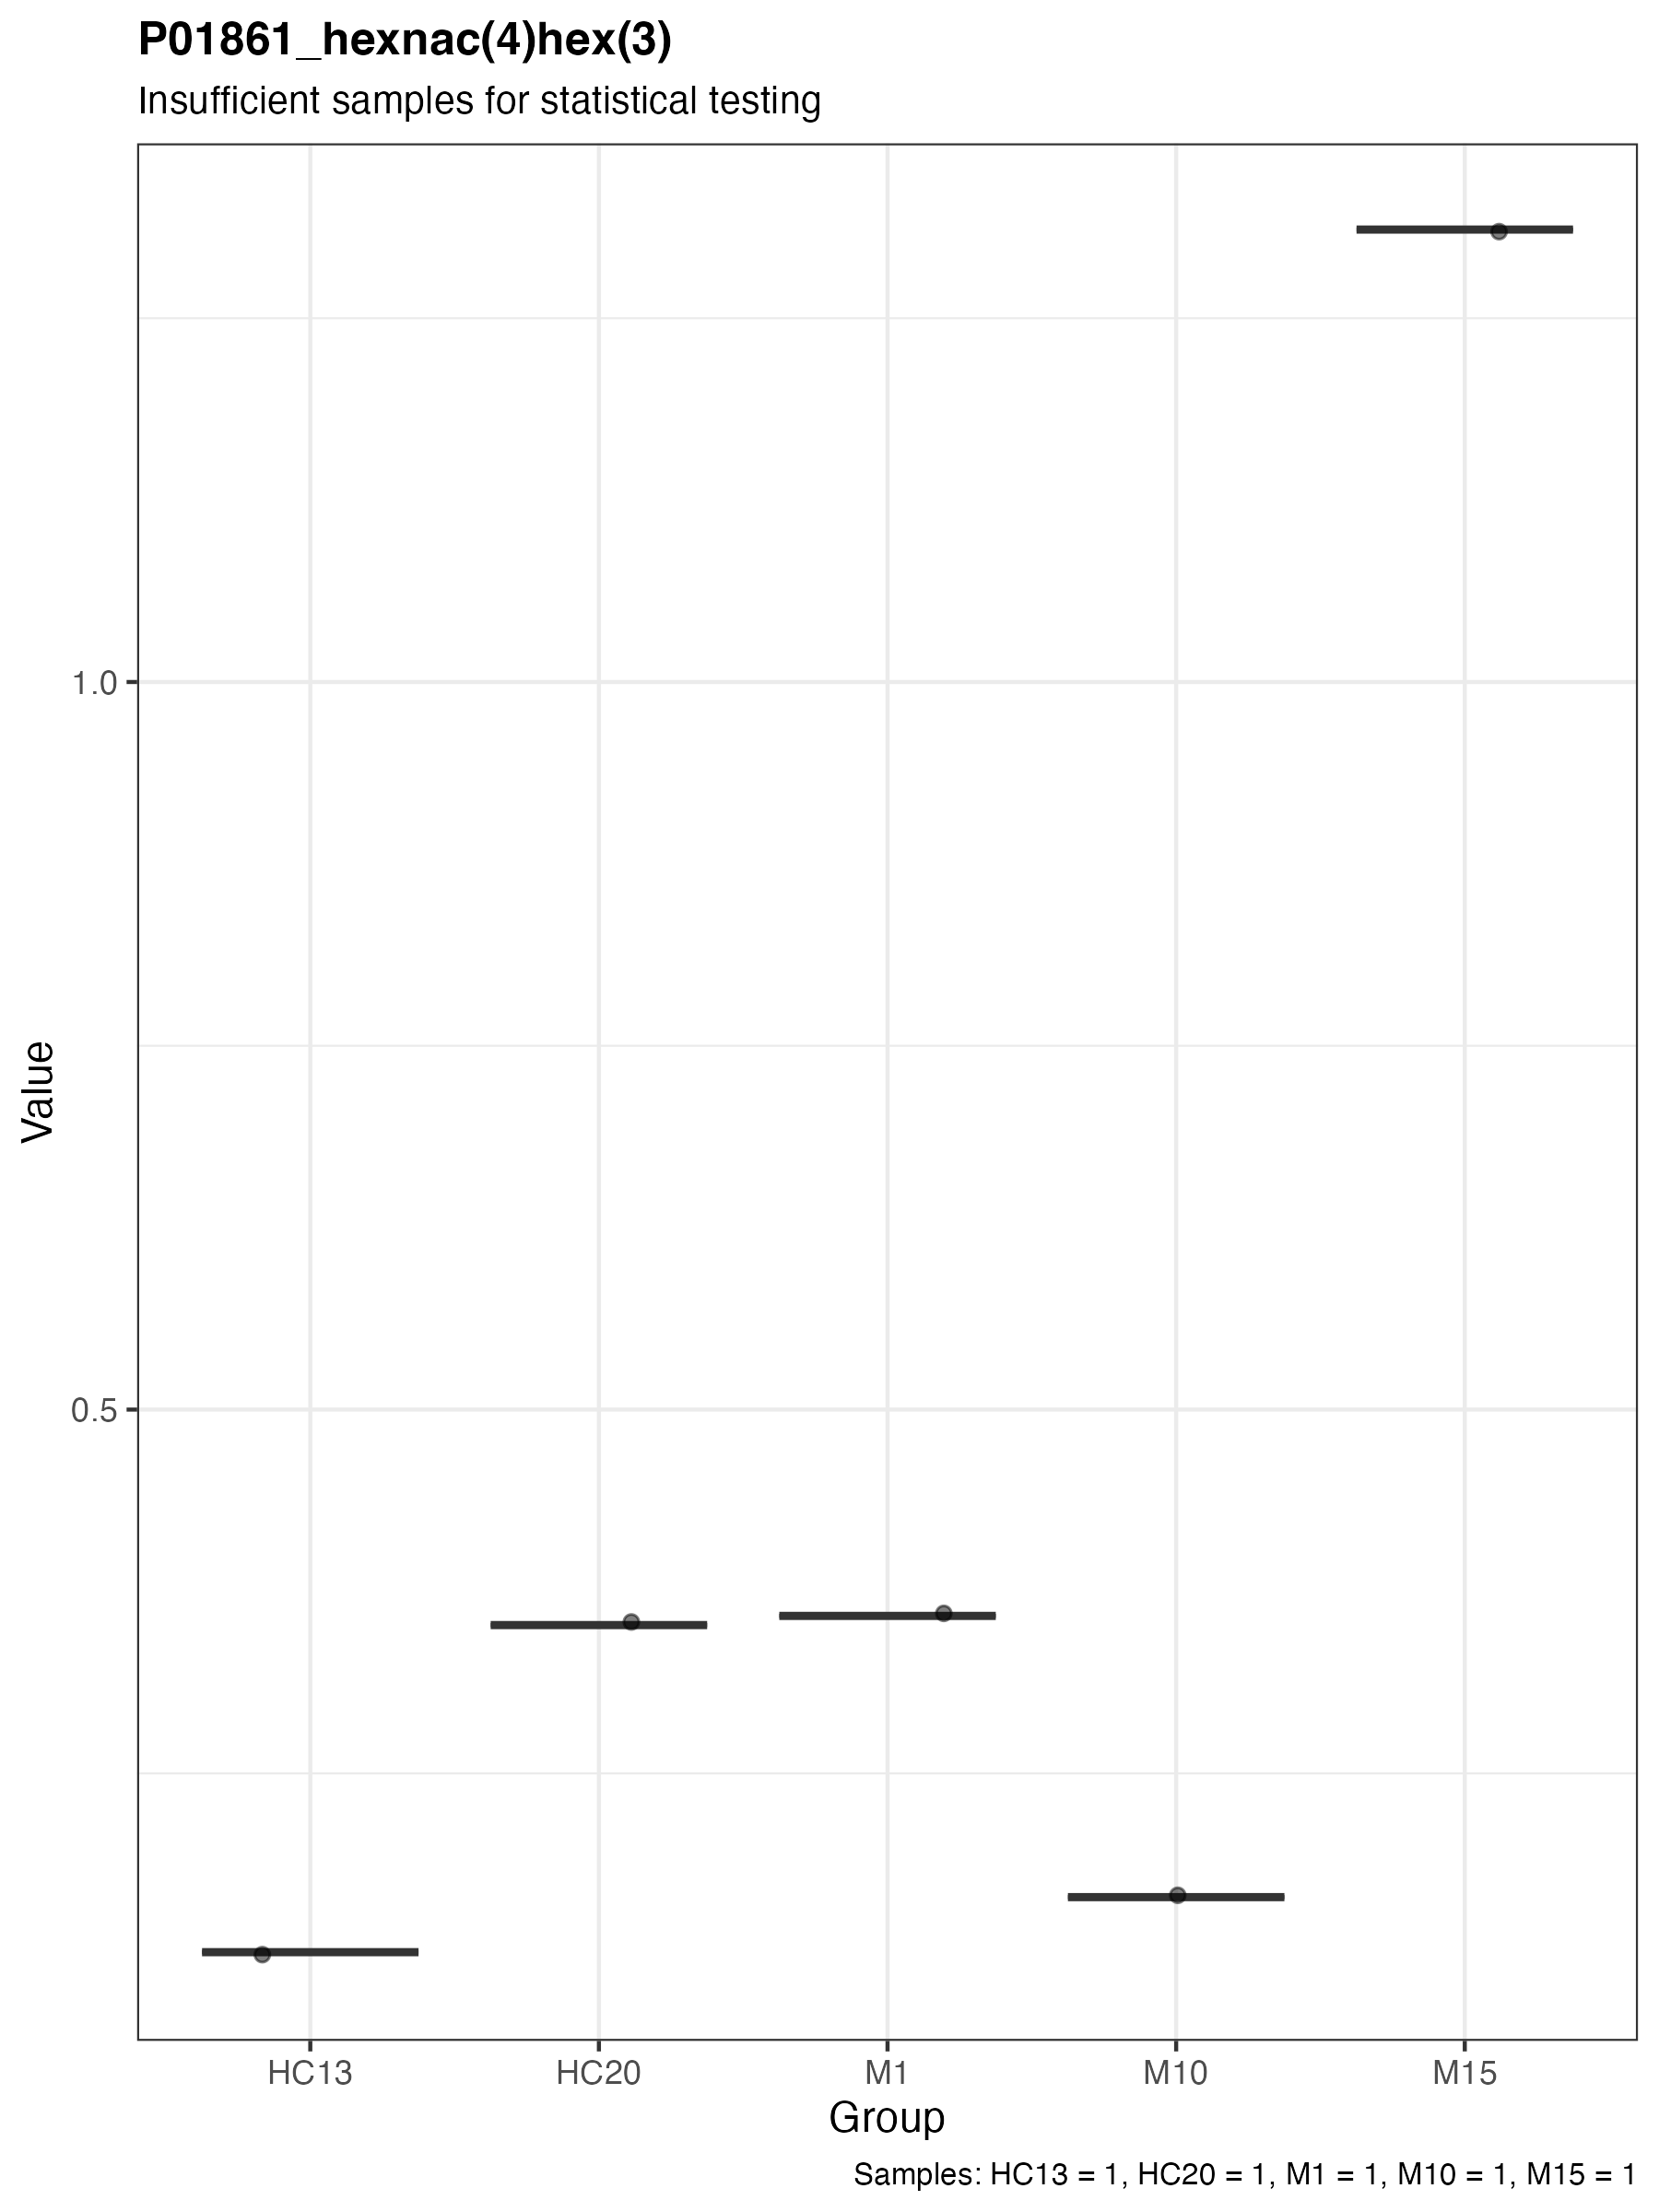 P01861_hexnac(4)hex(3)
Insufficient samples for statistical testing
1.0
0.5
Value
HC13 HC20 M1 M10 M15
Group
Samples: HC13 = 1, HC20 = 1, M1 = 1, M10 = 1, M15 = 1